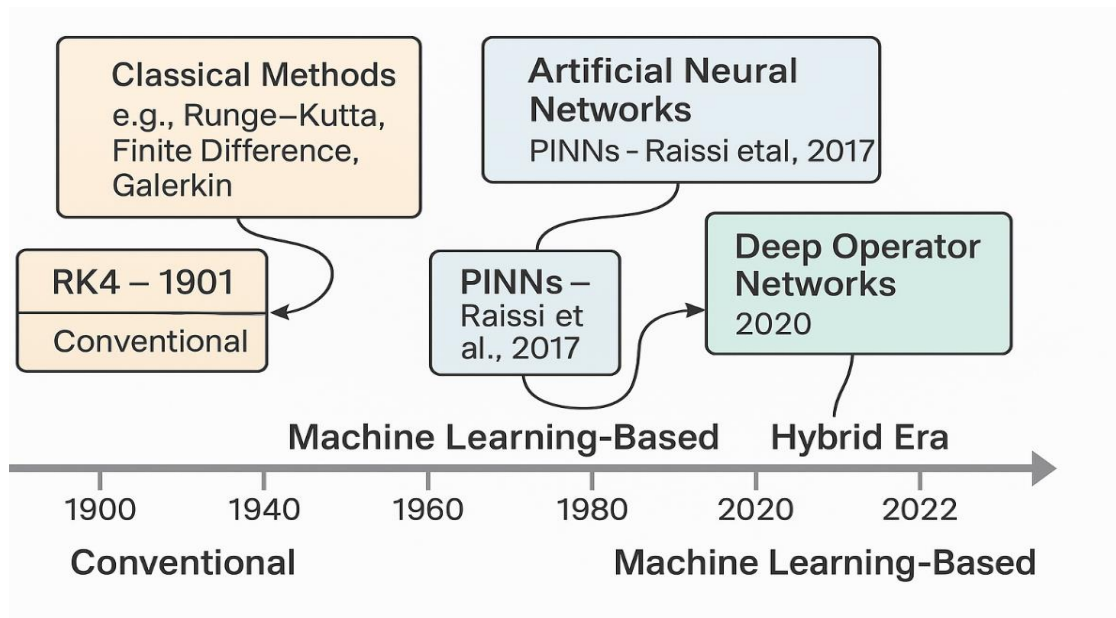 Classical Methods
e.g., Runge–Kutta,
Finite Difference,
Galerkin
Artificial Neural
Networks
PINNs - Raissi etal, 2017
RK4 – 1901
Conventional
PINNs –
Raissi et
al., 2017
Deep Operator
Networks
2020
Machine Learning-Based
Hybrid Era
1900
1940
1960
1980
2020
2022
Conventional
Machine Learning-Based